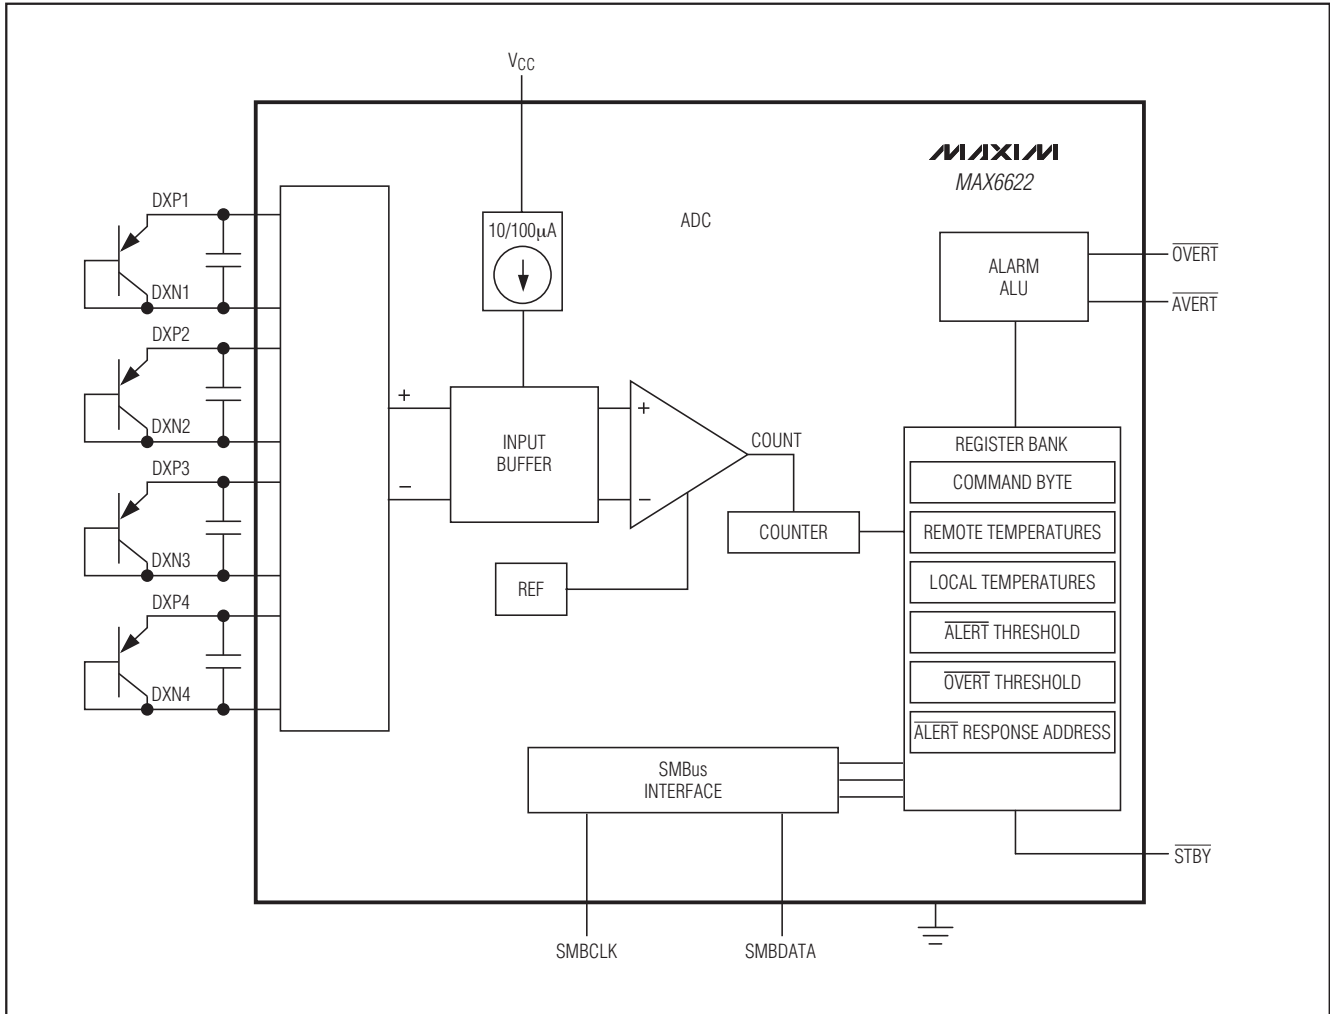 VCC
MAXIM
MAX6622
DXP1
10/100µA
ADC
ALARM
ALU
OVERT
DXN1
AVERT
DXP2
+
+
COUNT
INPUT
BUFFER
DXN2
REGISTER BANK
DXP3
COMMAND BYTE
−
−
COUNTER
REMOTE TEMPERATURES
DXN3
REF
LOCAL TEMPERATURES
DXP4
ALERT THRESHOLD
OVERT THRESHOLD
DXN4
ALERT RESPONSE ADDRESS
SMBus
INTERFACE
STBY
SMBCLK
SMBDATA